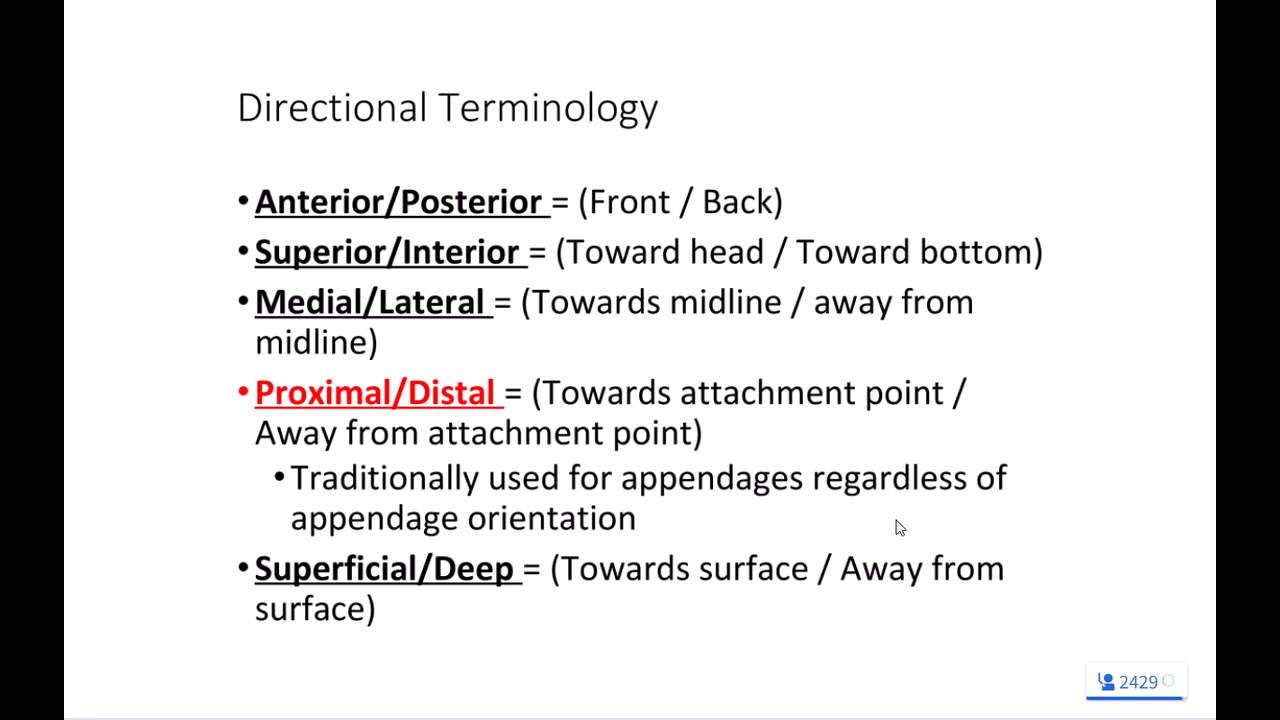 Directional Terminology
•Anterior/Posterior = (Front / Back)
•Superior/Interior = (Toward head / Toward bottom)
•Medial/Lateral = (Towards midline / away from
midline)
•Proximal/Distal = (Towards attachment point /
Away from attachment point)
•Traditionally used for appendages regardless of
appendage orientation
•Superficial/Deep = (Towards surface / Away from
surface)
2429